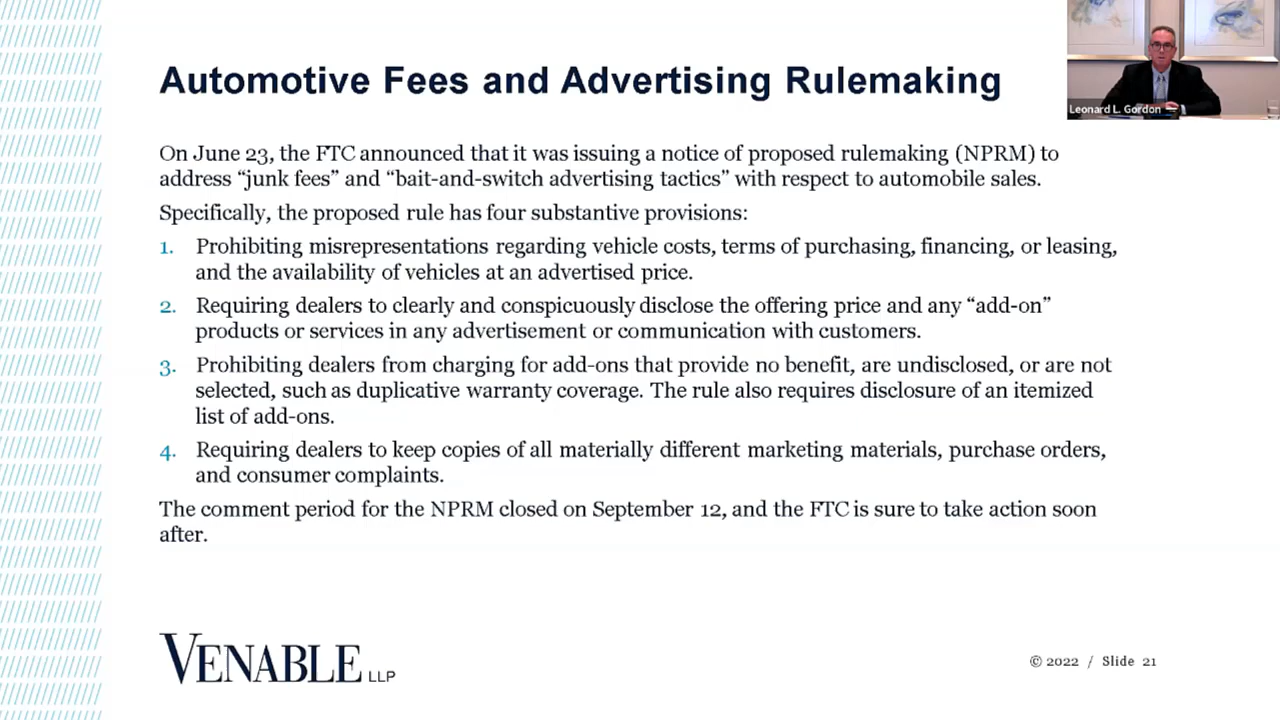 Automotive Fees and Advertising Rulemaking
Leonard L. Gordon
On June 23, the FTC announced that it was issuing a notice of proposed rulemaking (NPRM) to
address “junk fees” and “bait-and-switch advertising tactics” with respect to automobile sales.
Specifically, the proposed rule has four substantive provisions:
1. Prohibiting misrepresentations regarding vehicle costs, terms of purchasing, financing, or leasing,
and the availability of vehicles at an advertised price.
2. Requiring dealers to clearly and conspicuously disclose the offering price and any “add-on”
products or services in any advertisement or communication with customers.
3. Prohibiting dealers from charging for add-ons that provide no benefit, are undisclosed, or are not
selected, such as duplicative warranty coverage. The rule also requires disclosure of an itemized
list of add-ons.
4. Requiring dealers to keep copies of all materially different marketing materials, purchase orders,
and consumer complaints.
The comment period for the NPRM closed on September 12, and the FTC is sure to take action soon
after.
VENABLE LLP
© 2022 / Slide 21